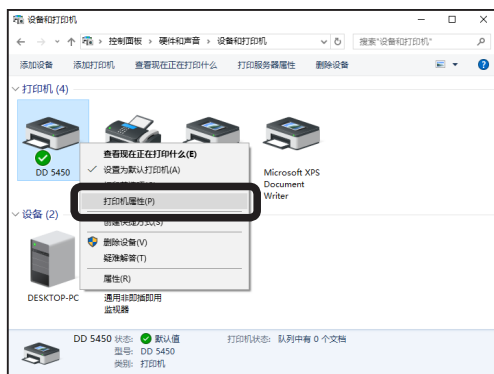 设备和打印机
控制面板 › 硬件和声音 › 设备和打印机
搜索"设备和打印机"
添加设备 添加打印机 查看现在正在打印什么 打印服务器属性 删除设备
打印机 (4)
DD 5450
Microsoft XPS
Document
Writer
查看现在正在打印什么(E)
设置为默认打印机(A)
打印机属性(P)
创建快捷方式(S)
删除设备(V)
疑难解答(T)
属性(R)
设备 (2)
DESKTOP-PC
通用非即插即用
监视器
DD 5450 状态: 默认值 打印机状态: 队列中有 0 个文档
型号: DD 5450
类别: 打印机